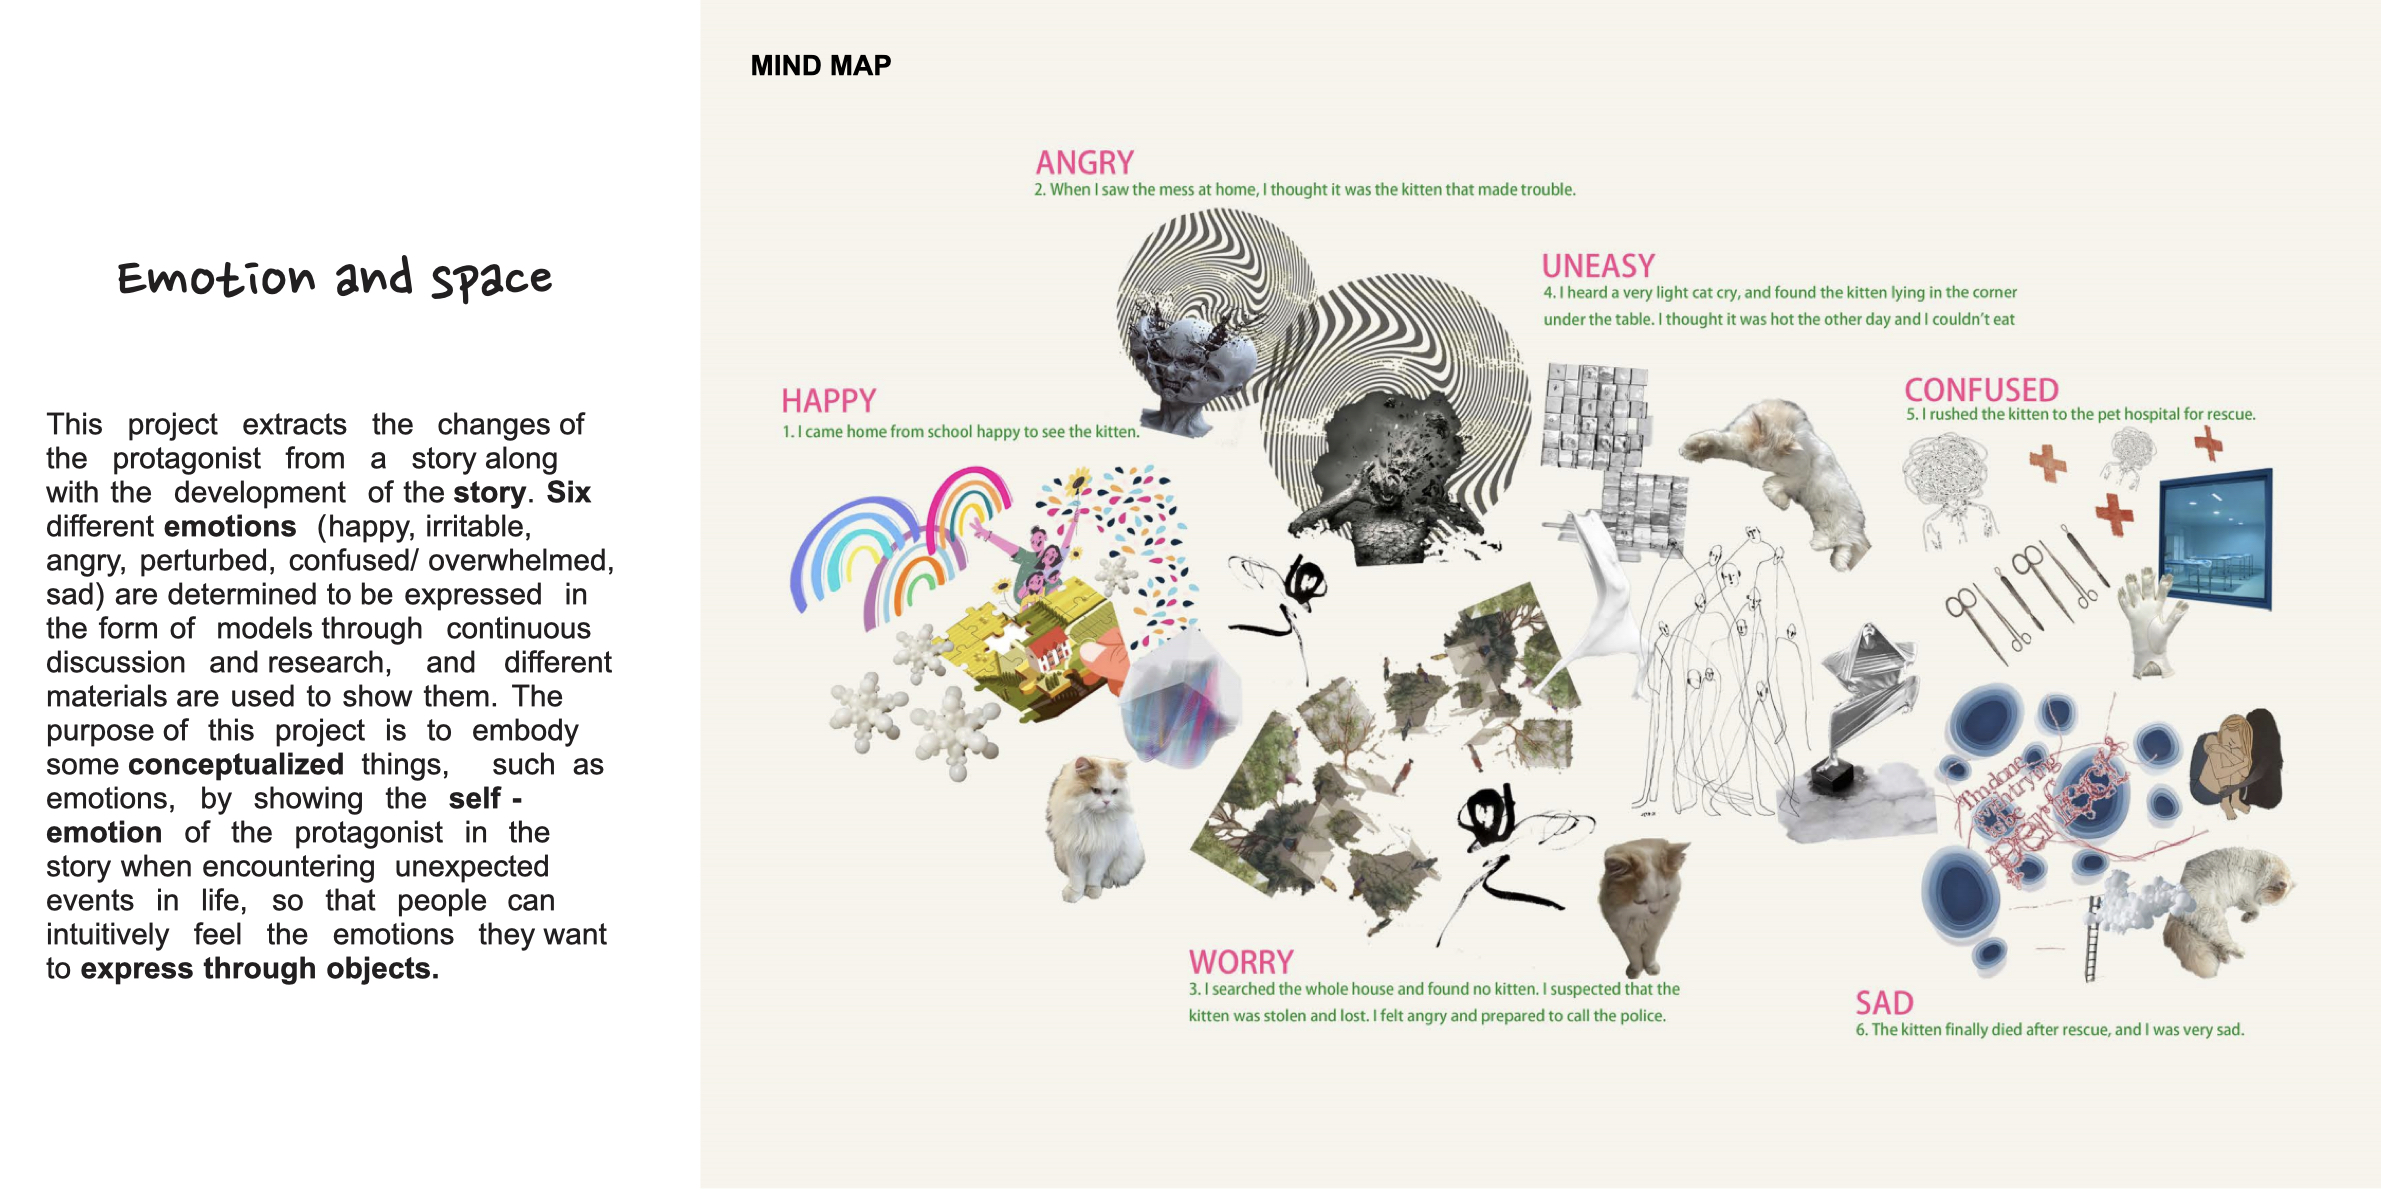 Emotion and space
This project extracts the changes of
the protagonist from a story along
with the development of the story. Six
different emotions (happy, irritable,
angry, perturbed, confused/ overwhelmed,
sad) are determined to be expressed in
the form of models through continuous
discussion and research, and different
materials are used to show them. The
purpose of this project is to embody
some conceptualized things, such as
emotions, by showing the self -
emotion of the protagonist in the
story when encountering unexpected
events in life, so that people can
intuitively feel the emotions they want
to express through objects.
MIND MAP
ANGRY
2. When I saw the mess at home, I thought it was the kitten that made trouble.
UNEASY
4. I heard a very light cat cry, and found the kitten lying in the corner
under the table. I thought it was hot the other day and I couldn't eat
CONFUSED
5. I rushed the kitten to the pet hospital for rescue.
HAPPY
1. I came home from school happy to see the kitten.
I'm done
trying
to be
perfect
WORRY
3. I searched the whole house and found no kitten. I suspected that the
kitten was stolen and lost. I felt angry and prepared to call the police.
SAD
6. The kitten finally died after rescue, and I was very sad.